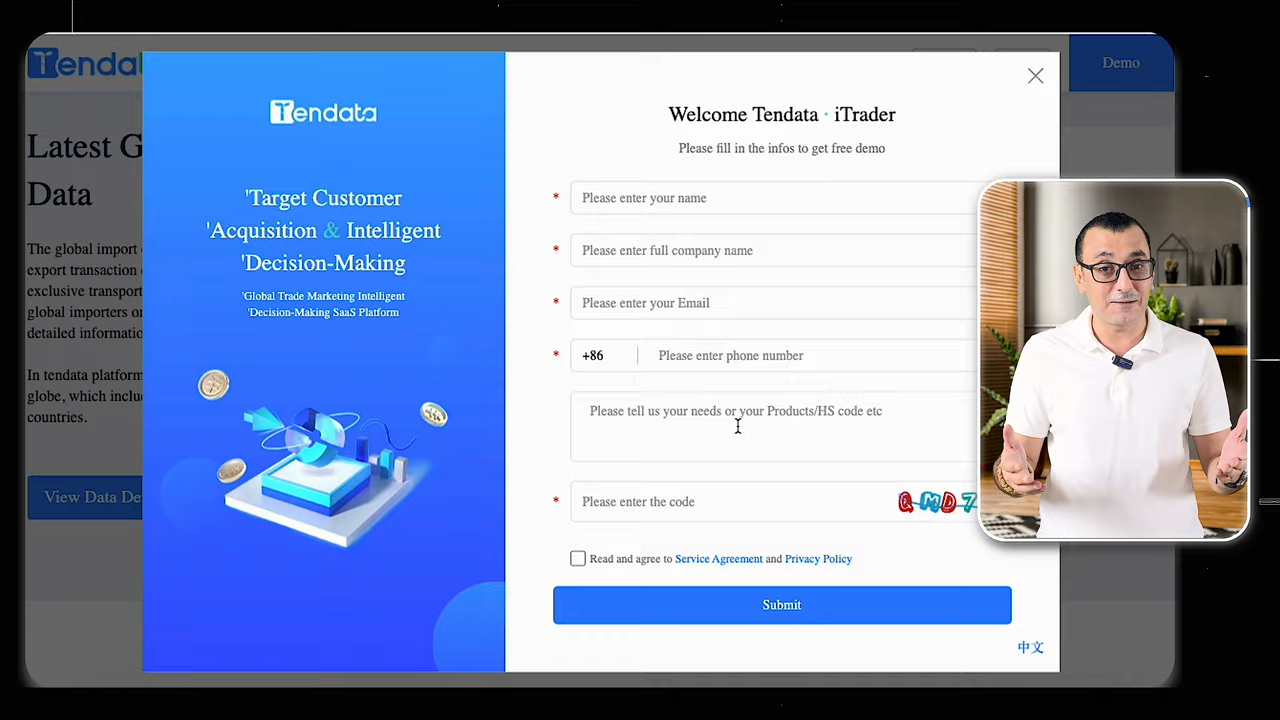 Tendat
Demo
Latest G
Data
The global import
export transaction
exclusive transport
global importers or
detailed informatio
In tendata platform
globe, which inclu
countries.
View Data De
Tendata
'Target Customer
'Acquisition & Intelligent
'Decision-Making
'Global Trade Marketing Intelligent
'Decision-Making SaaS Platform
Welcome Tendata · iTrader
Please fill in the infos to get free demo
* Please enter your name
* Please enter full company name
* Please enter your Email
* +86 Please enter phone number
Please tell us your needs or your Products/HS code etc
* Please enter the code QMD7
Read and agree to Service Agreement and Privacy Policy
Submit
中文